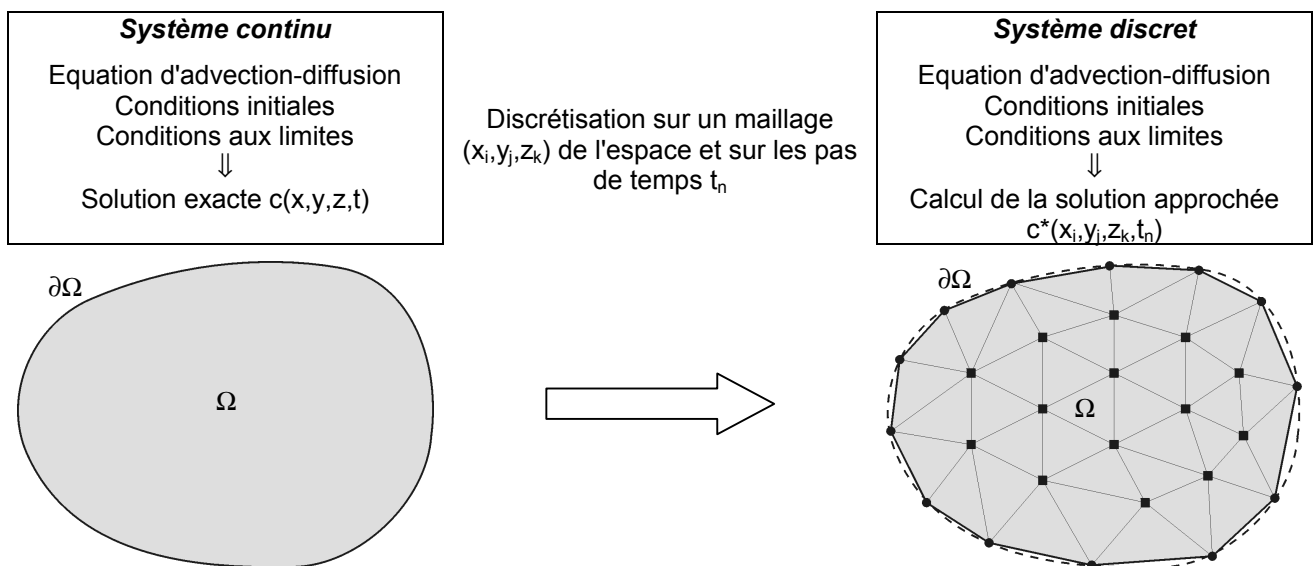 Système continu
Equation d'advection-diffusion
Conditions initiales
Conditions aux limites
⇓
Solution exacte c(x,y,z,t)
Discrétisation sur un maillage
(xᵢ,yⱼ,zₖ) de l'espace et sur les pas
de temps tₙ
Système discret
Equation d'advection-diffusion
Conditions initiales
Conditions aux limites
⇓
Calcul de la solution approchée
c*(xᵢ,yⱼ,zₖ,tₙ)
∂Ω
Ω
∂Ω
Ω